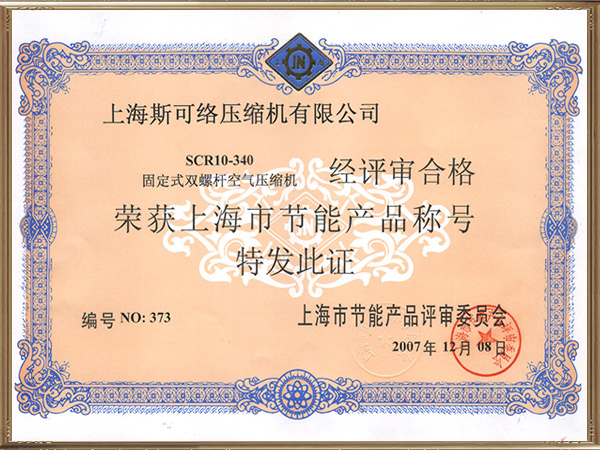 IN
上海斯可络压缩机有限公司
SCR10-340
固定式双螺杆空气压缩机 经评审合格
荣获上海市节能产品称号
特发此证
编号 NO: 373
上海市节能产品评审委员会
2007年 12月 08日